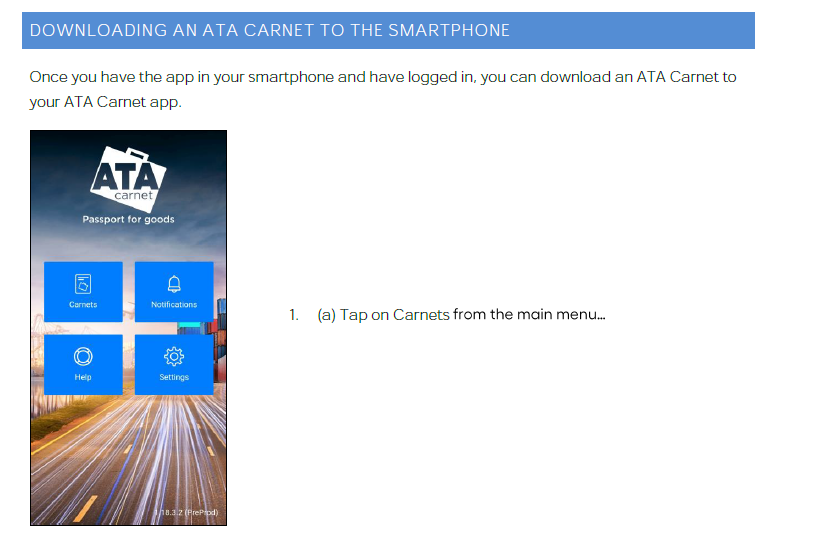 DOWNLOADING AN ATA CARNET TO THE SMARTPHONE
Once you have the app in your smartphone and have logged in, you can download an ATA Carnet to
your ATA Carnet app.
ATA
carnet
Passport for goods
Carnets
Notifications
Help
Settings
1. (a) Tap on Carnets from the main menu...
1.18.3.2 (PreProd)